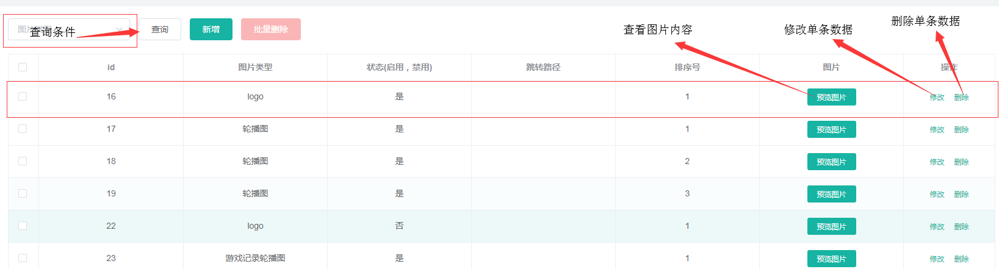 图片类型 查询条件 查询 新增 批量删除 查看图片内容 修改单条数据 删除单条数据
id 图片类型 状态(启用，禁用) 跳转路径 排序号 图片 操作
16 logo 是 1 预览图片 修改 删除
17 轮播图 是 1 预览图片 修改 删除
18 轮播图 是 2 预览图片 修改 删除
19 轮播图 是 3 预览图片 修改 删除
22 logo 否 1 预览图片 修改 删除
23 游戏记录轮播图 是 1 预览图片 修改 删除